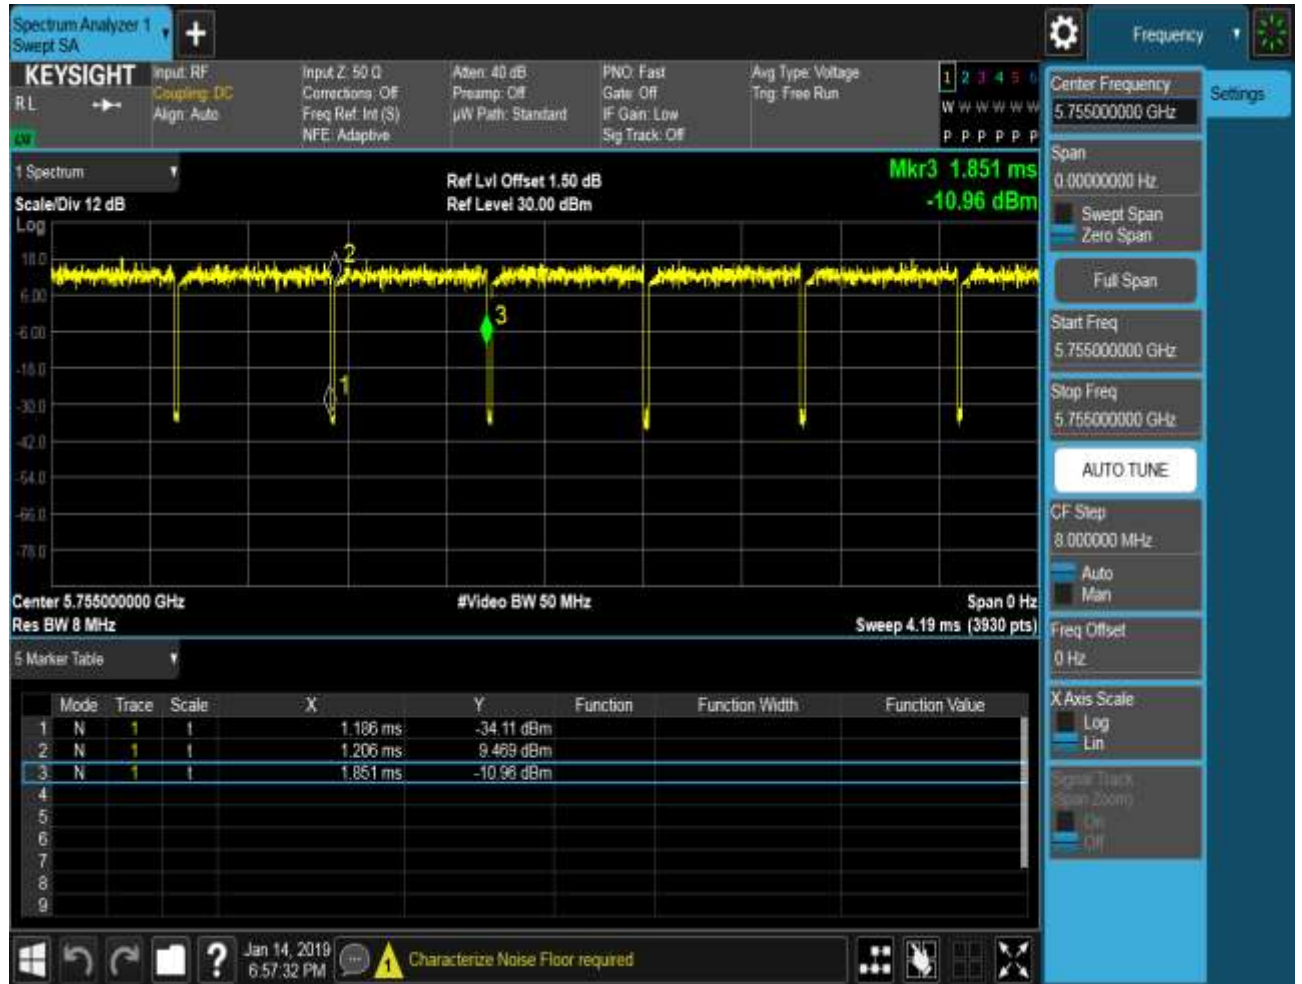 Spectrum Analyzer 1
Swept SA
Frequency
KEYSIGHT
RL
Input: RF
Coupling: DC
Align: Auto
Input Z: 50 Ω
Corrections: Off
Freq Ref: Int (S)
NFE: Adaptive
Atten: 40 dB
Preamp: Off
µW Path: Standard
PNO: Fast
Gate: Off
IF Gain: Low
Sig Track: Off
Avg Type: Voltage
Trig: Free Run
1 2 3 4 5 6
W W W W W W
P P P P P P
1 Spectrum
Scale/Div 12 dB
Ref Lvl Offset 1.50 dB
Ref Level 30.00 dBm
Mkr3 1.851 ms
-10.96 dBm
Log
18.0
6.00
-6.00
-18.0
-30.0
-42.0
-54.0
-66.0
-78.0
2
3
1
Center 5.755000000 GHz
#Video BW 50 MHz
Span 0 Hz
Res BW 8 MHz
Sweep 4.19 ms (3930 pts)
5 Marker Table
Mode Trace Scale X Y Function Function Width Function Value
1 N 1 t 1.186 ms -34.11 dBm
2 N 1 t 1.206 ms 9.469 dBm
3 N 1 t 1.851 ms -10.96 dBm
4
5
6
7
8
9
Jan 14, 2019
6:57:32 PM
?
1
Characterize Noise Floor required
Center Frequency
5.755000000 GHz
Settings
Span
0.00000000 Hz
Swept Span
Zero Span
Full Span
Start Freq
5.755000000 GHz
Stop Freq
5.755000000 GHz
AUTO TUNE
CF Step
8.000000 MHz
Auto
Man
Freq Offset
0 Hz
X Axis Scale
Log
Lin
Signal Track
(Span Zoom)
On
Off